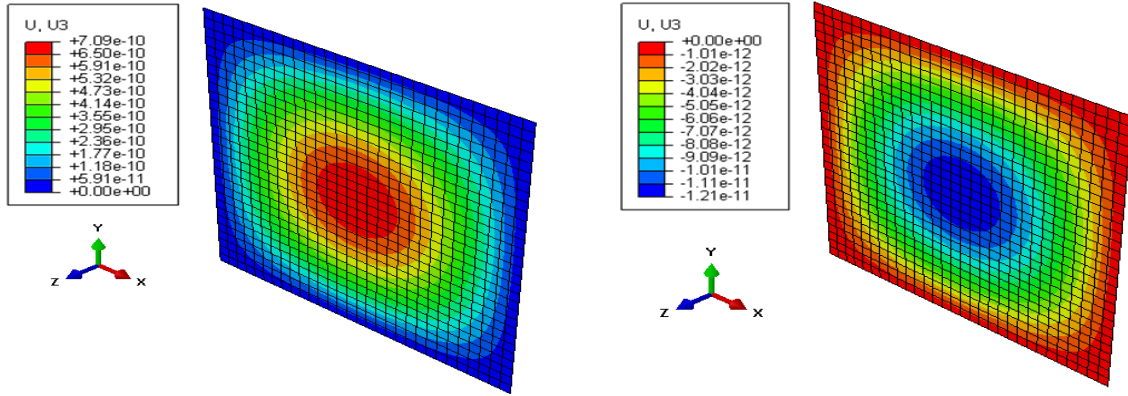 U, U3
+7.09e-10
+6.50e-10
+5.91e-10
+5.32e-10
+4.73e-10
+4.14e-10
+3.55e-10
+2.95e-10
+2.36e-10
+1.77e-10
+1.18e-10
+5.91e-11
+0.00e+00
Y
Z X
U, U3
+0.00e+00
-1.01e-12
-2.02e-12
-3.03e-12
-4.04e-12
-5.05e-12
-6.06e-12
-7.07e-12
-8.08e-12
-9.09e-12
-1.01e-11
-1.11e-11
-1.21e-11
Y
Z X